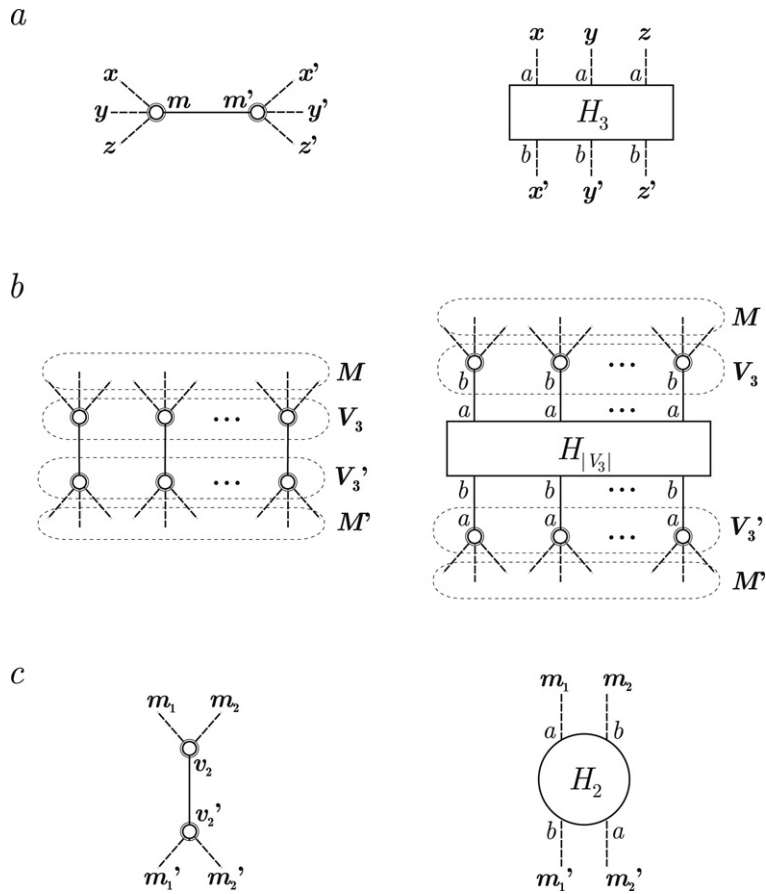 a
x y z
a a a
x x'
m m'
y y'
H₃
z z'
b b b
x' y' z'
b
M
M
b b ... b
V₃
V₃
a a ... a
...
H|V₃|
V₃'
...
b b ... b
M'
a a ... a
V₃'
M'
c
m₁ m₂
m₁ m₂
a b
v₂
H₂
v₂'
b a
m₁' m₂'
m₁' m₂'